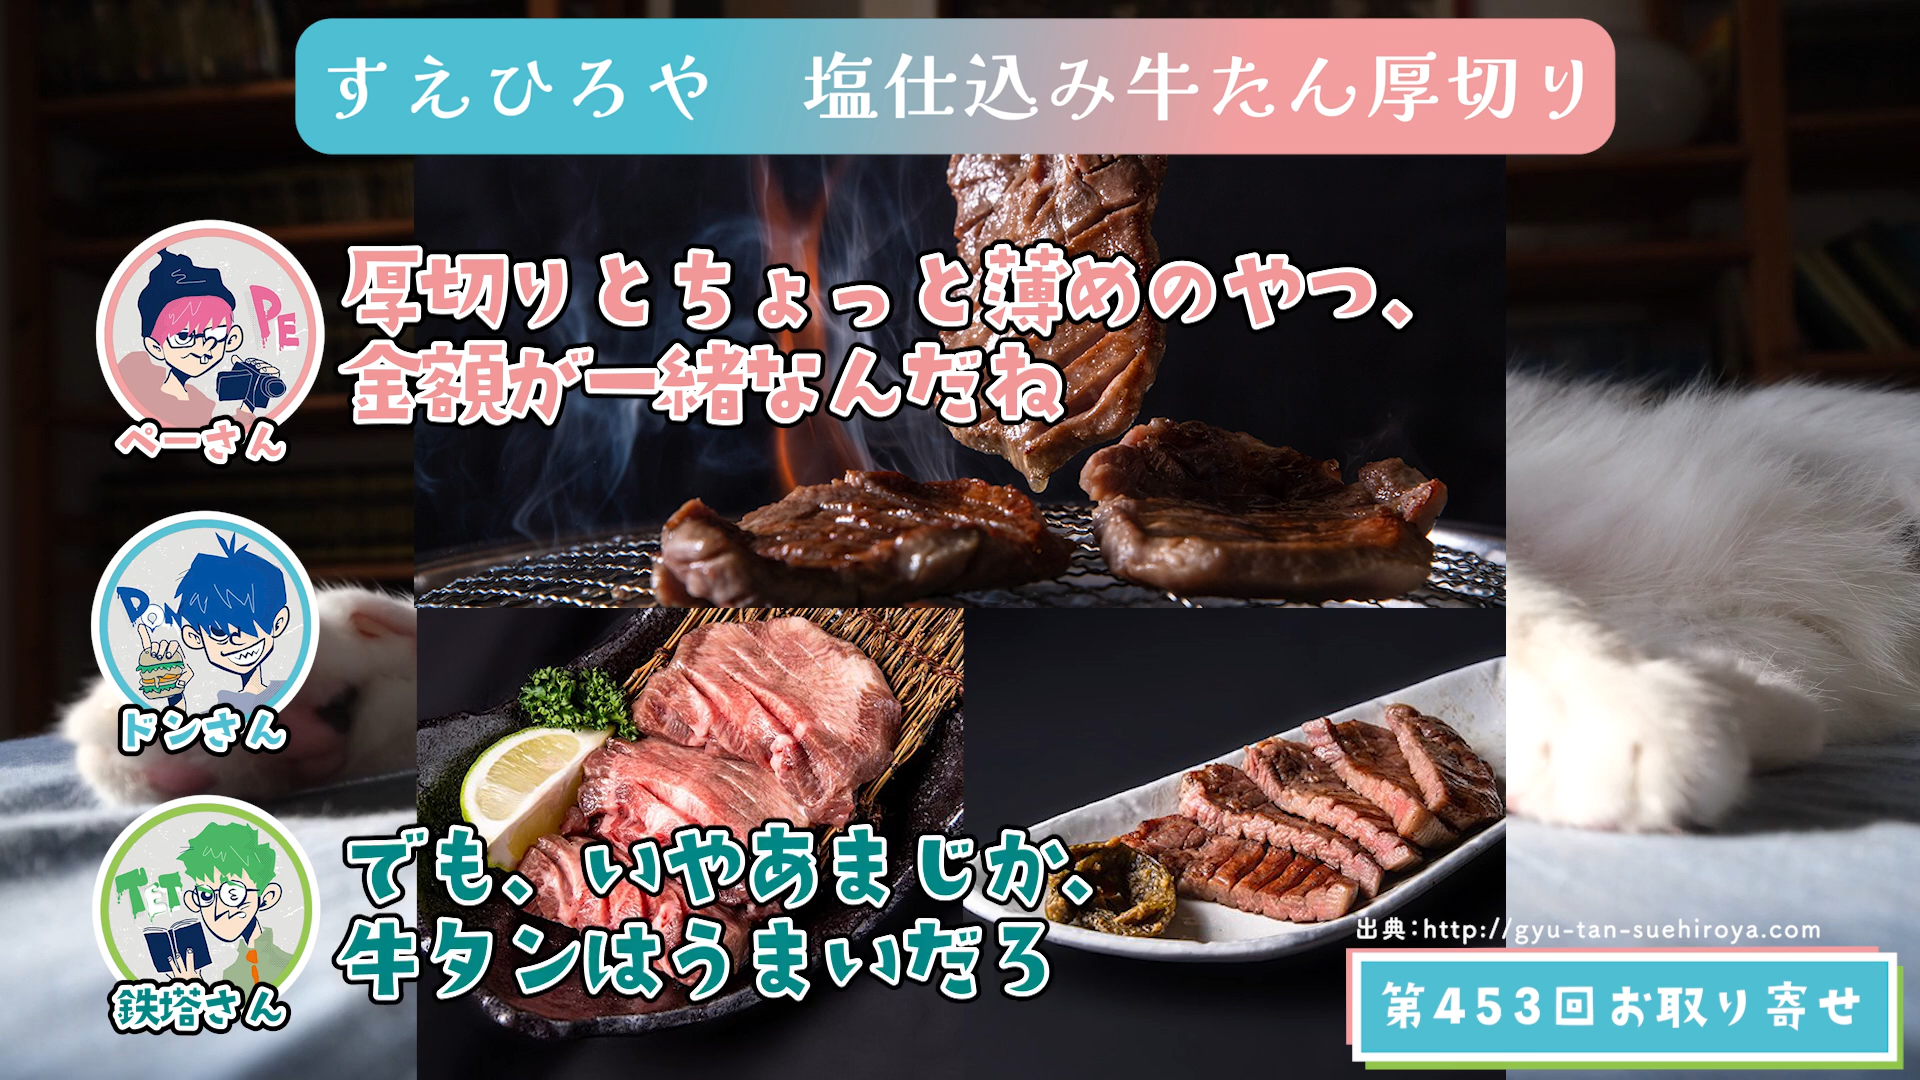 すえひろや　塩仕込み牛たん厚切り
PE
厚切りとちょっと薄めのやつ、
金額が一緒なんだね
ぺーさん
DON
ドンさん
TET
でも、いやあまじか、
牛タンはうまいだろ
鉄塔さん
出典:http://gyu-tan-suehiroya.com
第453回お取り寄せ